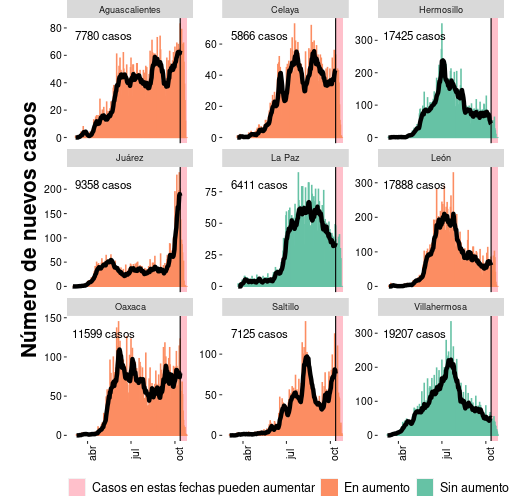 Aguascalientes Celaya Hermosillo
80 60 40 20 0
7780 casos
60 40 20 0
5866 casos
300 200 100 0
17425 casos
Juárez La Paz León
200 150 100 50 0
9358 casos
75 50 25 0
6411 casos
300 200 100 0
17888 casos
Oaxaca Saltillo Villahermosa
150 100 50 0
11599 casos
100 50 0
7125 casos
300 200 100 0
19207 casos
abr jul oct
abr jul oct
abr jul oct
Número de nuevos casos
Casos en estas fechas pueden aumentar En aumento Sin aumento